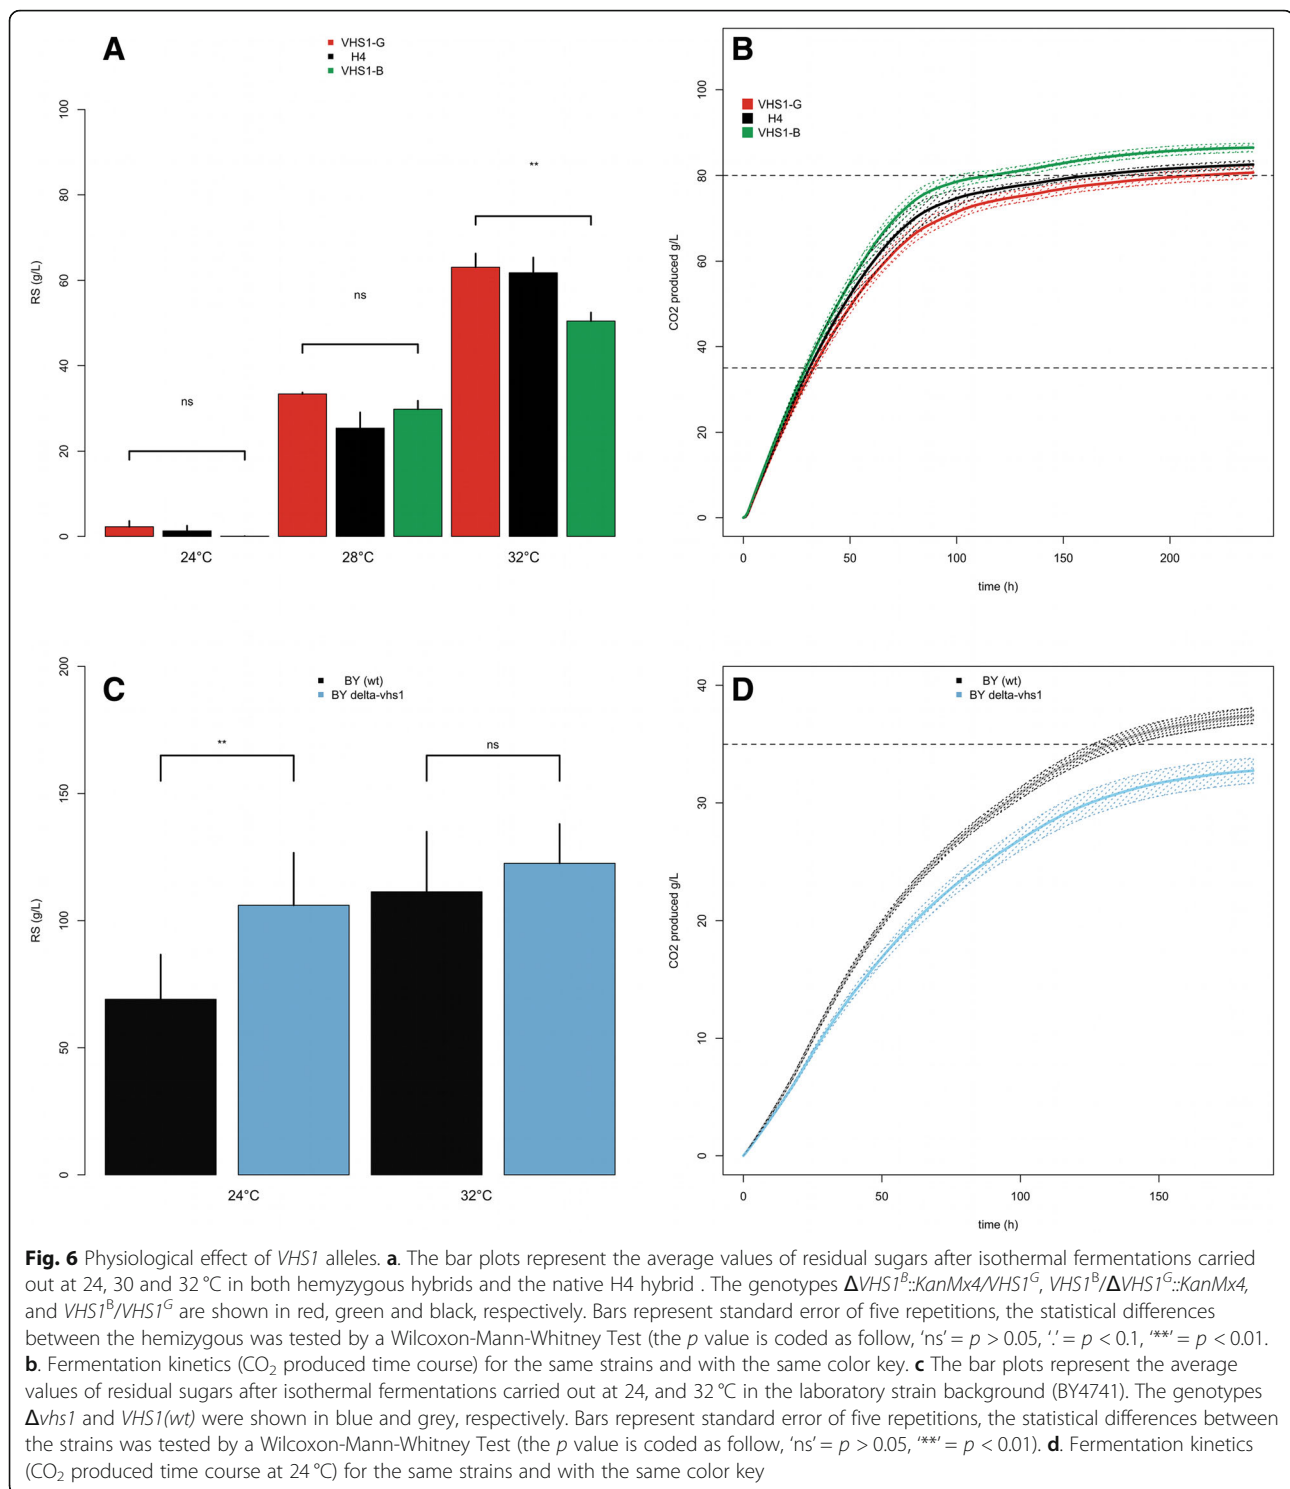 A
VHS1-G
H4
VHS1-B
RS (g/L)
0
20
40
60
80
100
ns
ns
**
24°C
28°C
32°C
B
VHS1-G
H4
VHS1-B
CO2 produced g/L
0
20
40
60
80
100
0
50
100
150
200
time (h)
C
BY (wt)
BY delta-vhs1
RS (g/L)
0
50
100
150
200
**
ns
24°C
32°C
D
BY (wt)
BY delta-vhs1
CO2 produced g/L
0
10
20
30
40
0
50
100
150
time (h)
Fig. 6 Physiological effect of VHS1 alleles. a. The bar plots represent the average values of residual sugars after isothermal fermentations carried
out at 24, 30 and 32 °C in both hemyzygous hybrids and the native H4 hybrid . The genotypes ΔVHS1ᴮ::KanMx4/VHS1ᴳ, VHS1ᴮ/ΔVHS1ᴳ::KanMx4,
and VHS1ᴮ/VHS1ᴳ are shown in red, green and black, respectively. Bars represent standard error of five repetitions, the statistical differences
between the hemizygous was tested by a Wilcoxon-Mann-Whitney Test (the p value is coded as follow, ‘ns’ = p > 0.05, ‘.’ = p < 0.1, ‘**’ = p < 0.01.
b. Fermentation kinetics (CO₂ produced time course) for the same strains and with the same color key. c The bar plots represent the average
values of residual sugars after isothermal fermentations carried out at 24, and 32 °C in the laboratory strain background (BY4741). The genotypes
Δvhs1 and VHS1(wt) were shown in blue and grey, respectively. Bars represent standard error of five repetitions, the statistical differences between
the strains was tested by a Wilcoxon-Mann-Whitney Test (the p value is coded as follow, ‘ns’ = p > 0.05, ‘**’ = p < 0.01). d. Fermentation kinetics
(CO₂ produced time course at 24 °C) for the same strains and with the same color key